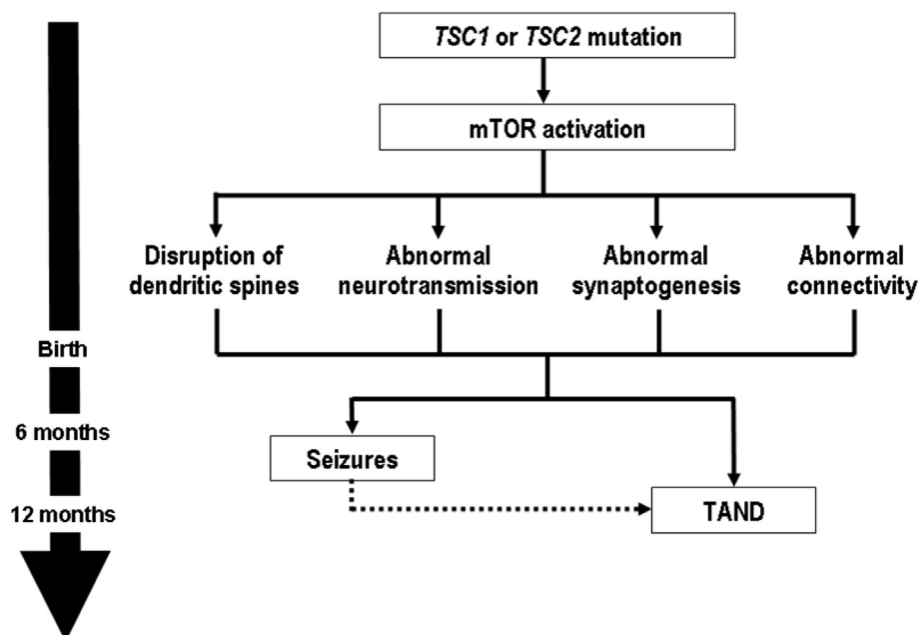 TSC1 or TSC2 mutation
mTOR activation
Disruption of
dendritic spines
Abnormal
neurotransmission
Abnormal
synaptogenesis
Abnormal
connectivity
Birth
6 months
Seizures
12 months
TAND